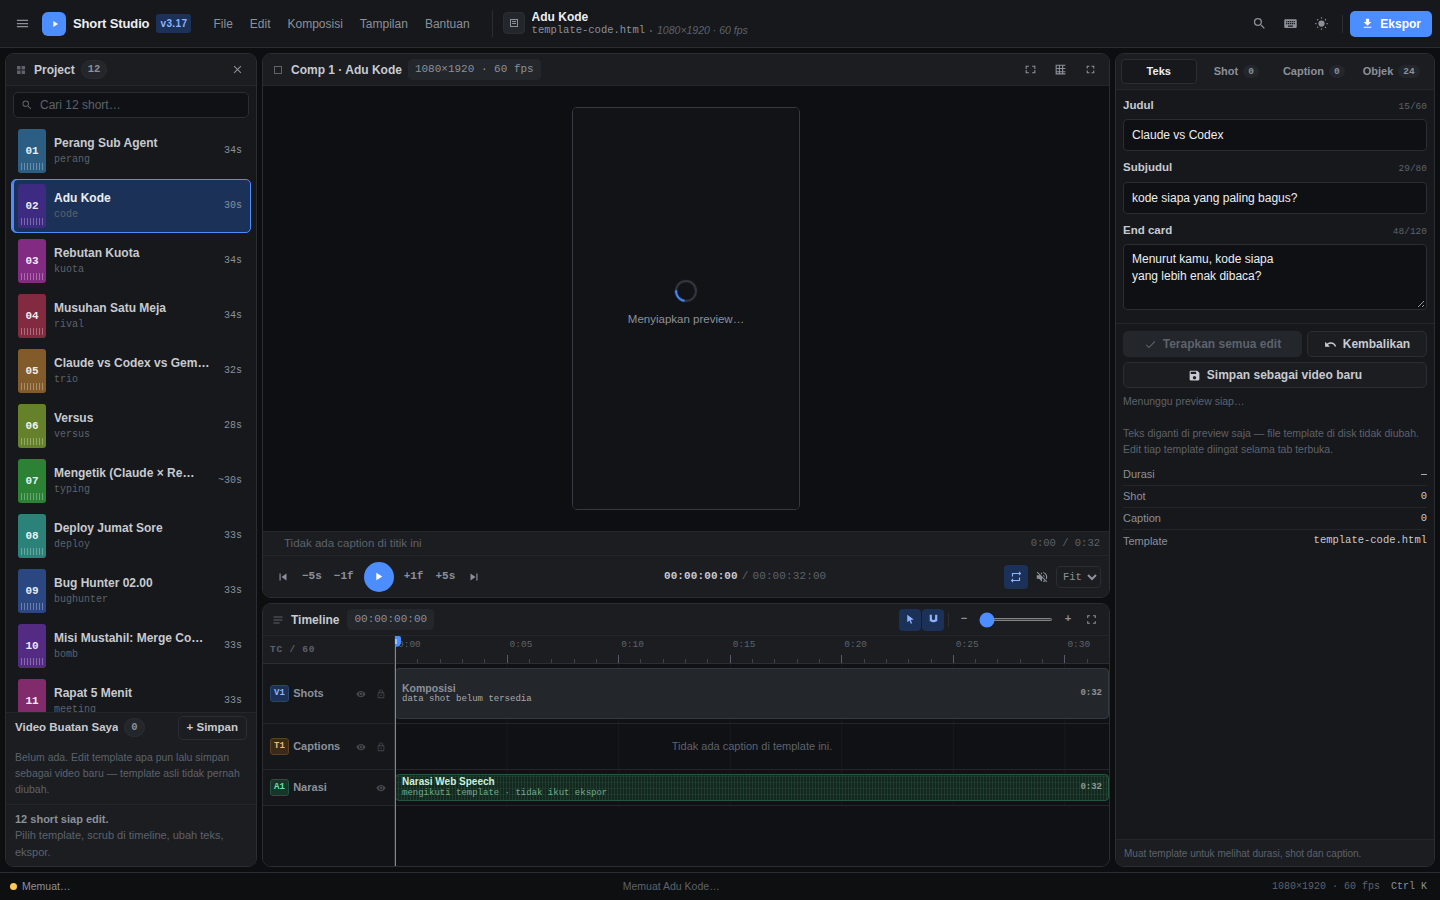 Short Studio v3.17 File Edit Komposisi Tampilan Bantuan
Adu Kode
template-code.html · 1080×1920 · 60 fps
Ekspor
Project 12
Cari 12 short…
01 Perang Sub Agent 34s
perang
02 Adu Kode 30s
code
03 Rebutan Kuota 34s
kuota
04 Musuhan Satu Meja 34s
rival
05 Claude vs Codex vs Gem… 32s
trio
06 Versus 28s
versus
07 Mengetik (Claude × Re… ~30s
typing
08 Deploy Jumat Sore 33s
deploy
09 Bug Hunter 02.00 33s
bughunter
10 Misi Mustahil: Merge Co… 33s
bomb
11 Rapat 5 Menit 33s
meeting
Video Buatan Saya 0 + Simpan
Belum ada. Edit template apa pun lalu simpan
sebagai video baru — template asli tidak pernah
diubah.
12 short siap edit.
Pilih template, scrub di timeline, ubah teks,
ekspor.
Comp 1 · Adu Kode 1080×1920 · 60 fps
Menyiapkan preview…
Tidak ada caption di titik ini 0:00 / 0:32
−5s −1f +1f +5s 00:00:00:00 / 00:00:32:00 Fit
Timeline 00:00:00:00 − +
TC / 60 0:00 0:05 0:10 0:15 0:20 0:25 0:30
V1 Shots
Komposisi
data shot belum tersedia
0:32
T1 Captions Tidak ada caption di template ini.
A1 Narasi
Narasi Web Speech
mengikuti template · tidak ikut ekspor
0:32
Teks Shot 0 Caption 0 Objek 24
Judul 15/60
Claude vs Codex
Subjudul 29/80
kode siapa yang paling bagus?
End card 48/120
Menurut kamu, kode siapa
yang lebih enak dibaca?
Terapkan semua edit Kembalikan
Simpan sebagai video baru
Menunggu preview siap…
Teks diganti di preview saja — file template di disk tidak diubah.
Edit tiap template diingat selama tab terbuka.
Durasi –
Shot 0
Caption 0
Template template-code.html
Muat template untuk melihat durasi, shot dan caption.
Memuat… Memuat Adu Kode… 1080×1920 · 60 fps Ctrl K